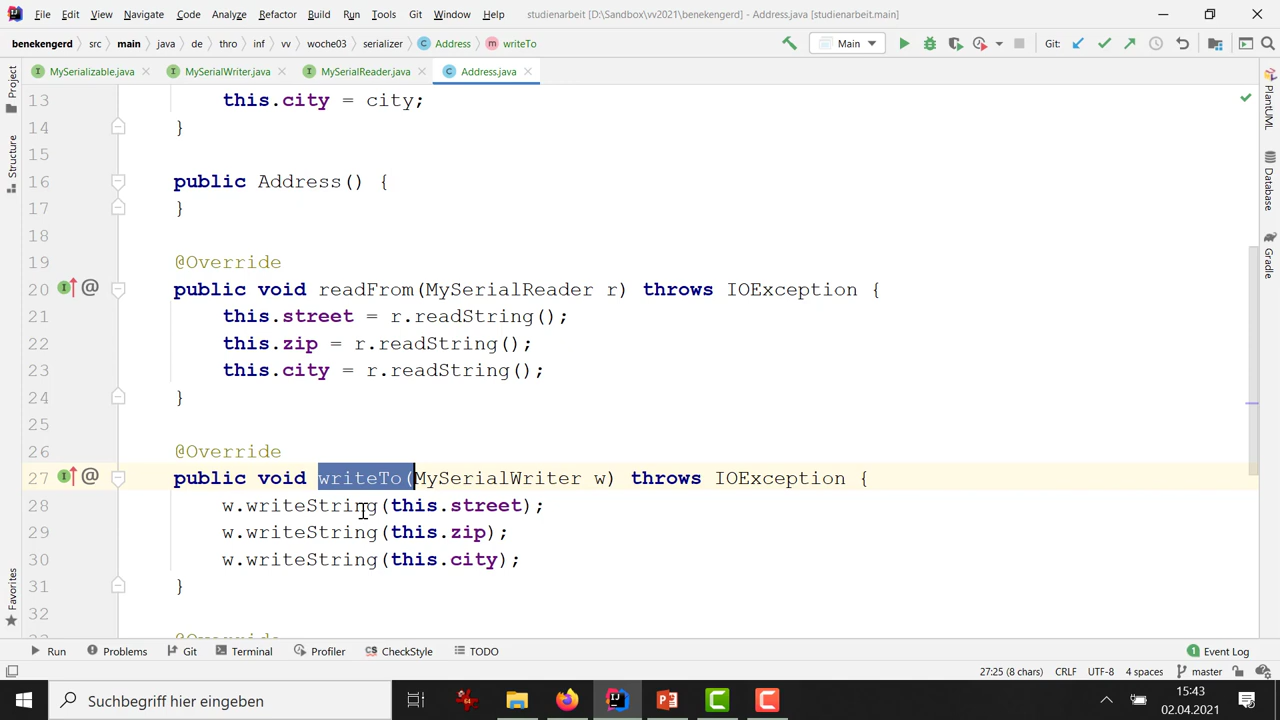 File Edit View Navigate Code Analyze Refactor Build Run Tools Git Window Help studienarbeit [D:\Sandbox\vv2021\benekengerd] - Address.java [studienarbeit.main]
benekengerd src main java de thro inf vv woche03 serializer Address writeTo Main Git:
MySerializable.java MySerialWriter.java MySerialReader.java Address.java
13 this.city = city;
14 }
15
16 public Address() {
17 }
18
19 @Override
20 public void readFrom(MySerialReader r) throws IOException {
21 this.street = r.readString();
22 this.zip = r.readString();
23 this.city = r.readString();
24 }
25
26 @Override
27 public void writeTo(MySerialWriter w) throws IOException {
28 w.writeString(this.street);
29 w.writeString(this.zip);
30 w.writeString(this.city);
31 }
32
Project
Structure
Favorites
PlantUML
Database
Gradle
Run Problems Git Terminal Profiler CheckStyle TODO 1 Event Log
27:25 (8 chars) CRLF UTF-8 4 spaces master
Suchbegriff hier eingeben
15:43
02.04.2021